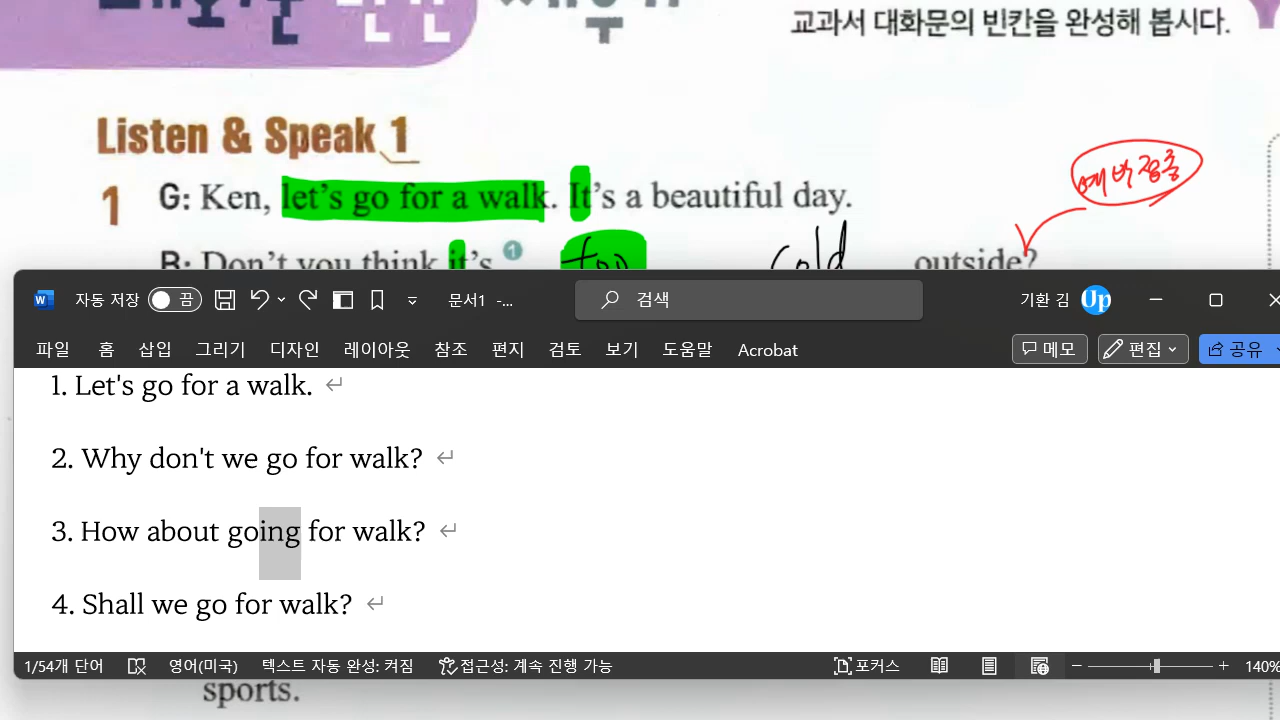 교과서 대화문의 빈칸을 완성해 봅시다.
Listen & Speak 1
1 G: Ken, let's go for a walk. It's a beautiful day.
B: Don't you think it's ① too cold outside?
자동 저장 끔 문서1 -... 검색 기환 김 Up
파일 홈 삽입 그리기 디자인 레이아웃 참조 편지 검토 보기 도움말 Acrobat 메모 편집 공유
1. Let's go for a walk.
2. Why don't we go for walk?
3. How about going for walk?
4. Shall we go for walk?
1/54개 단어 영어(미국) 텍스트 자동 완성: 켜짐 접근성: 계속 진행 가능 포커스 140%
sports.